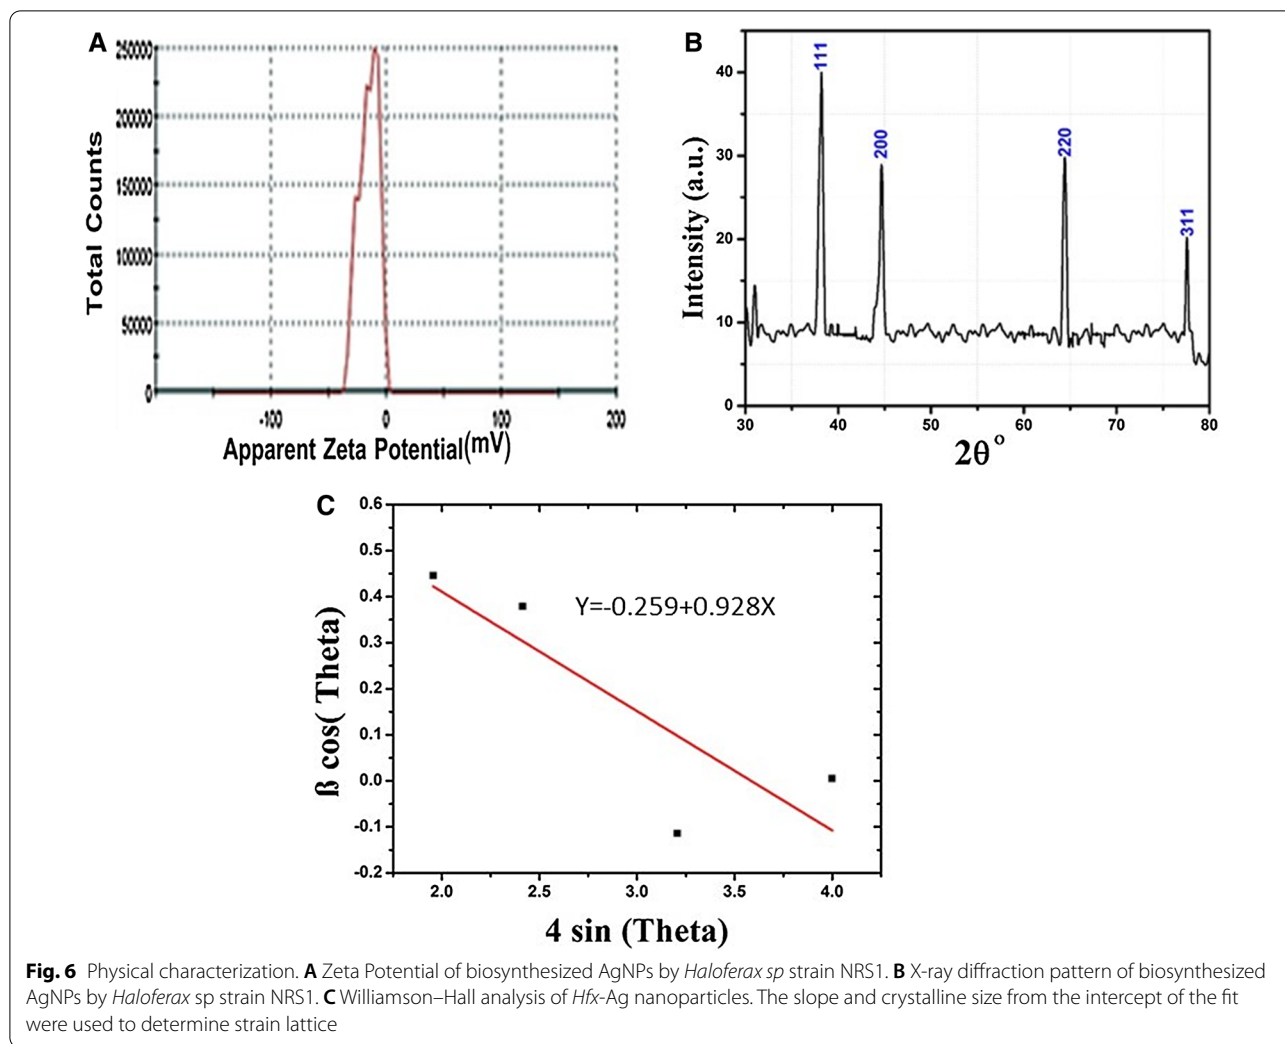 A
250000
200000
150000
100000
50000
0
Total Counts
-100 0 100 200
Apparent Zeta Potential(mV)
B
111
200
220
311
40
30
20
10
0
Intensity (a.u.)
30 40 50 60 70 80
2θ°
C
0.6
0.5
0.4
0.3
0.2
0.1
0.0
-0.1
-0.2
ß cos( Theta)
Y=-0.259+0.928X
2.0 2.5 3.0 3.5 4.0
4 sin (Theta)
Fig. 6 Physical characterization. A Zeta Potential of biosynthesized AgNPs by Haloferax sp strain NRS1. B X-ray diffraction pattern of biosynthesized
AgNPs by Haloferax sp strain NRS1. C Williamson–Hall analysis of Hfx-Ag nanoparticles. The slope and crystalline size from the intercept of the fit
were used to determine strain lattice